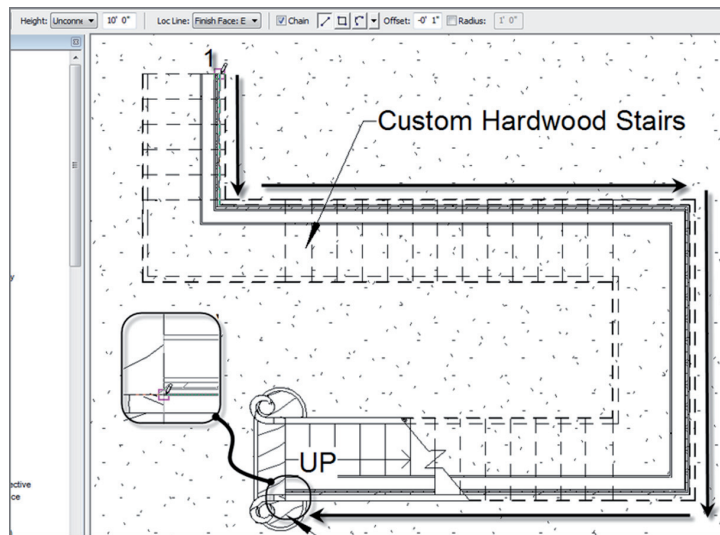 Height: Unconn 10' 0" Loc Line: Finish Face: E Chain Offset: -0' 1" Radius: 1' 0"
1
Custom Hardwood Stairs
UP
y
ective
ce